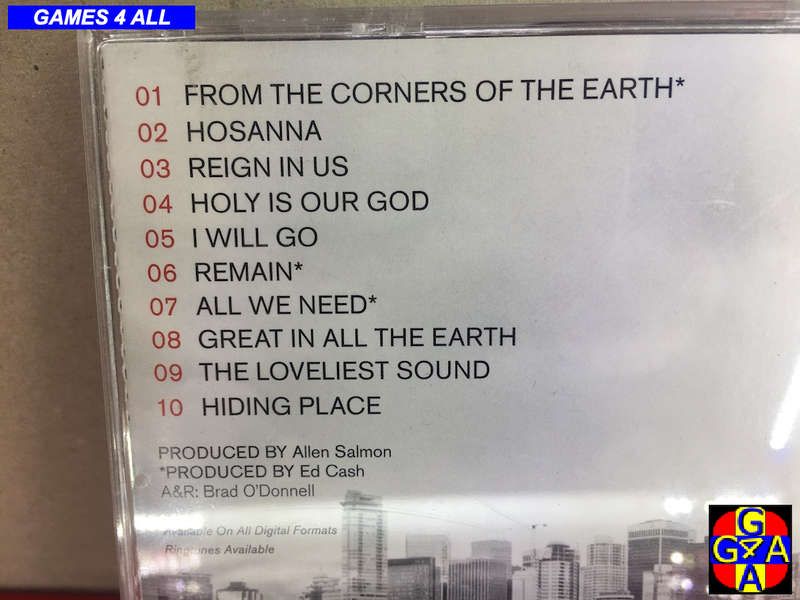 GAMES 4 ALL
01 FROM THE CORNERS OF THE EARTH*
02 HOSANNA
03 REIGN IN US
04 HOLY IS OUR GOD
05 I WILL GO
06 REMAIN*
07 ALL WE NEED*
08 GREAT IN ALL THE EARTH
09 THE LOVELIEST SOUND
10 HIDING PLACE
PRODUCED BY Allen Salmon
*PRODUCED BY Ed Cash
A&R: Brad O'Donnell
Available On All Digital Formats
Ringtones Available
G
G4A
A